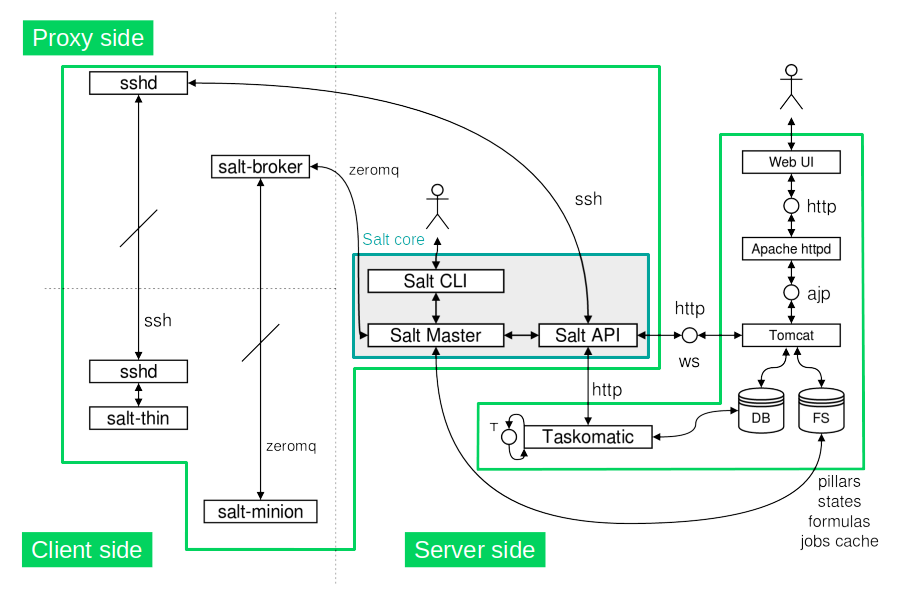 Proxy side
sshd
salt-broker
zeromq
ssh
Web UI
http
Apache httpd
ajp
Salt core
Salt CLI
Salt Master
Salt API
http
ws
Tomcat
ssh
sshd
salt-thin
http
DB
FS
T
Taskomatic
zeromq
salt-minion
pillars
states
formulas
jobs cache
Client side
Server side